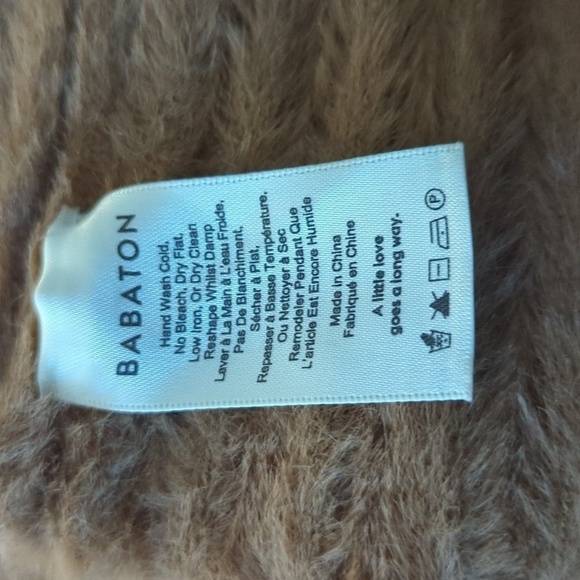 BABATON
Hand Wash Cold,
No Bleach, Dry Flat,
Low Iron, Or Dry Clean
Reshape Whilst Damp
Laver à La Main à L'eau Froide,
Pas De Blanchiment,
Sécher à Plat,
Repasser à Basse Température,
Ou Nettoyer à Sec
Remodeler Pendant Que
L'article Est Encore Humide
Made in China
Fabriqué en Chine
A little love
goes a long way.
P